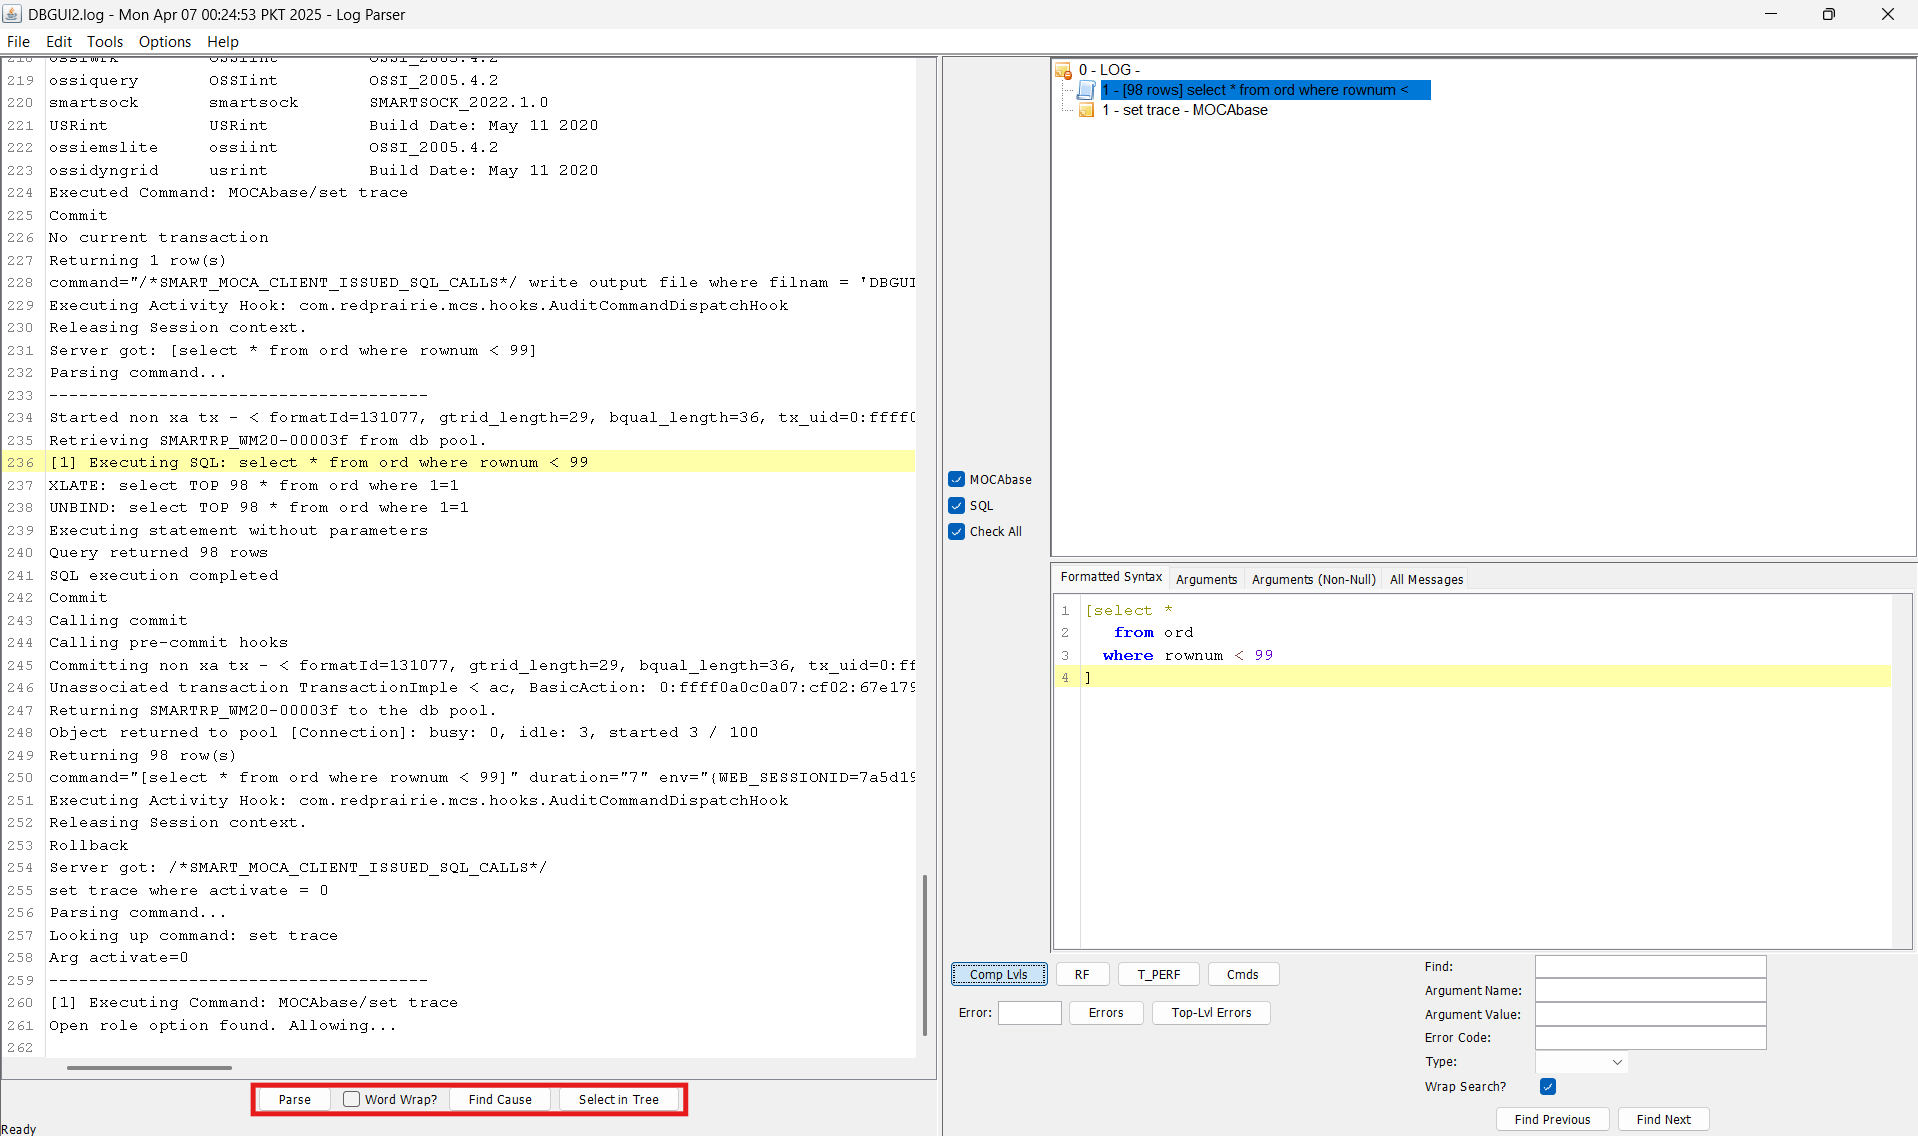 DBGUI2.log - Mon Apr 07 00:24:53 PKT 2025 - Log Parser
File Edit Tools Options Help
219 ossiquery OSSIint OSSI_2005.4.2
220 smartsock smartsock SMARTSOCK_2022.1.0
221 USRint USRint Build Date: May 11 2020
222 ossiemslite ossiint OSSI_2005.4.2
223 ossidyngrid usrint Build Date: May 11 2020
224 Executed Command: MOCAbase/set trace
225 Commit
226 No current transaction
227 Returning 1 row(s)
228 command="/*SMART_MOCA_CLIENT_ISSUED_SQL_CALLS*/ write output file where filnam = 'DBGUI
229 Executing Activity Hook: com.redprairie.mcs.hooks.AuditCommandDispatchHook
230 Releasing Session context.
231 Server got: [select * from ord where rownum < 99]
232 Parsing command...
233 --------------------------------------
234 Started non xa tx - < formatId=131077, gtrid_length=29, bqual_length=36, tx_uid=0:ffff0
235 Retrieving SMARTRP_WM20-00003f from db pool.
236 [1] Executing SQL: select * from ord where rownum < 99
237 XLATE: select TOP 98 * from ord where 1=1
238 UNBIND: select TOP 98 * from ord where 1=1
239 Executing statement without parameters
240 Query returned 98 rows
241 SQL execution completed
242 Commit
243 Calling commit
244 Calling pre-commit hooks
245 Committing non xa tx - < formatId=131077, gtrid_length=29, bqual_length=36, tx_uid=0:ff
246 Unassociated transaction TransactionImple < ac, BasicAction: 0:ffff0a0c0a07:cf02:67e179
247 Returning SMARTRP_WM20-00003f to the db pool.
248 Object returned to pool [Connection]: busy: 0, idle: 3, started 3 / 100
249 Returning 98 row(s)
250 command="[select * from ord where rownum < 99]" duration="7" env="{WEB_SESSIONID=7a5d19
251 Executing Activity Hook: com.redprairie.mcs.hooks.AuditCommandDispatchHook
252 Releasing Session context.
253 Rollback
254 Server got: /*SMART_MOCA_CLIENT_ISSUED_SQL_CALLS*/
255 set trace where activate = 0
256 Parsing command...
257 Looking up command: set trace
258 Arg activate=0
259 --------------------------------------
260 [1] Executing Command: MOCAbase/set trace
261 Open role option found. Allowing...
262
Parse Word Wrap? Find Cause Select in Tree
Ready
MOCAbase
SQL
Check All
0 - LOG -
1 - [98 rows] select * from ord where rownum <
1 - set trace - MOCAbase
Formatted Syntax Arguments Arguments (Non-Null) All Messages
1 [select *
2 from ord
3 where rownum < 99
4 ]
Comp Lvls RF T_PERF Cmds
Error: Errors Top-Lvl Errors
Find:
Argument Name:
Argument Value:
Error Code:
Type:
Wrap Search?
Find Previous Find Next